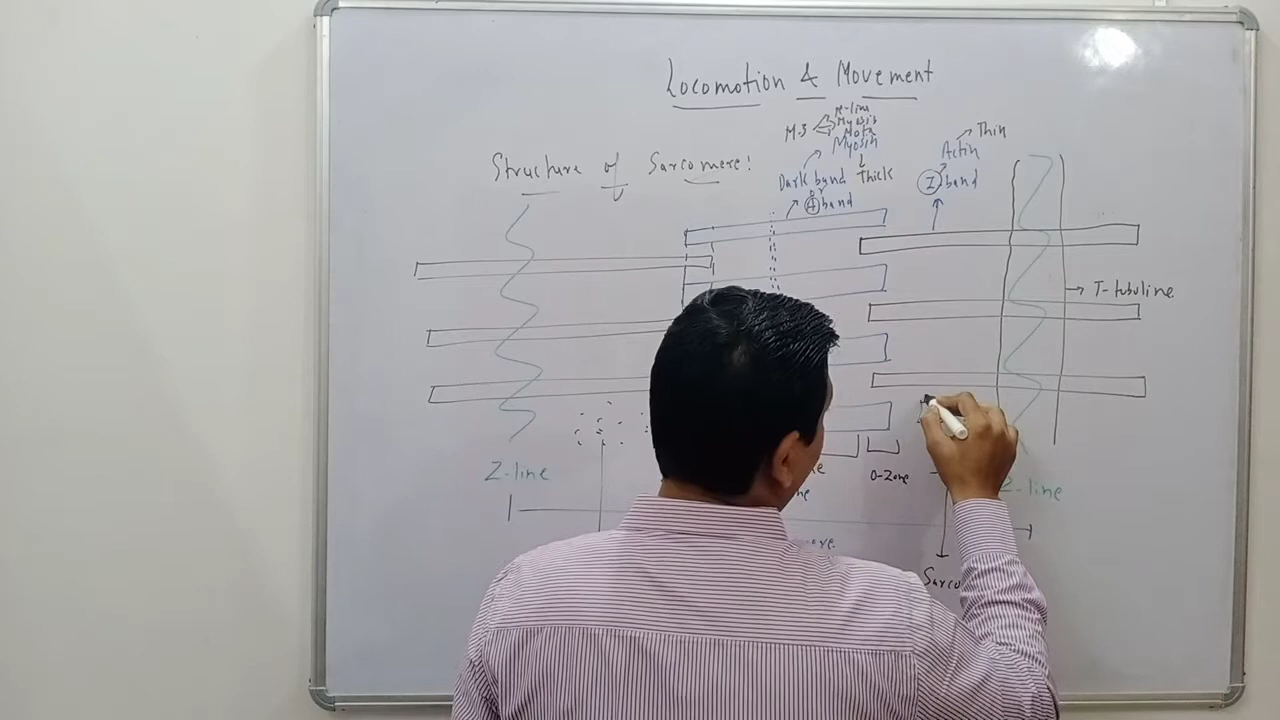 Locomotion & Movement
M-line
M-3 Myosin
Myosin
Thin
Actin
Structure of Sarcomere:
Dark band Thick
or
A band
I band
T-tubuline
O-Zone
Z-line
Z-line